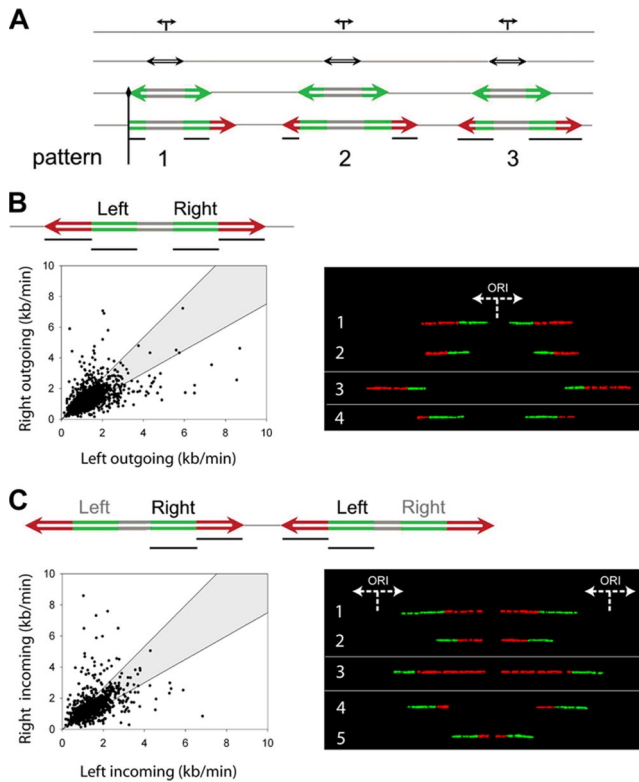 A
pattern 1 2 3
B
Left Right
Right outgoing (kb/min)
10
8
6
4
2
0
0 2 4 6 8 10
Left outgoing (kb/min)
ORI
1
2
3
4
C
Left Right Left Right
Right incoming (kb/min)
10
8
6
4
2
0
0 2 4 6 8 10
Left incoming (kb/min)
ORI ORI
1
2
3
4
5